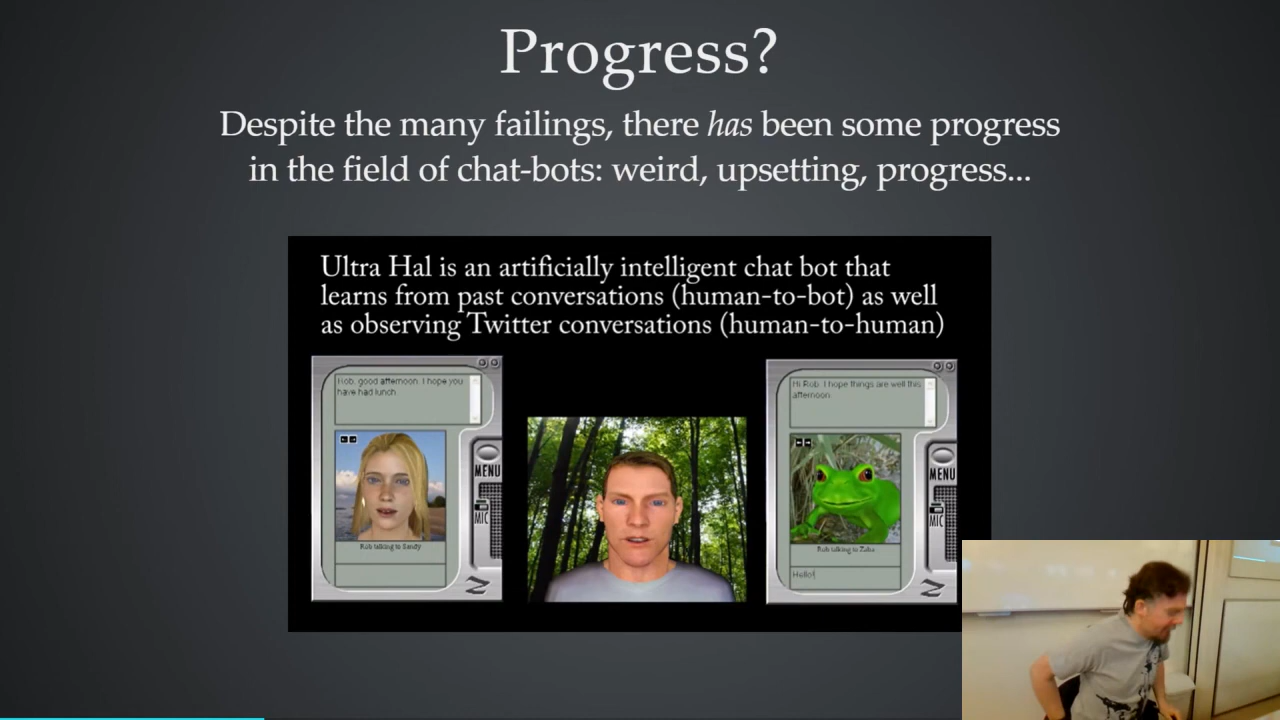 Progress?
Despite the many failings, there has been some progress
in the field of chat-bots: weird, upsetting, progress...
Ultra Hal is an artificially intelligent chat bot that
learns from past conversations (human-to-bot) as well
as observing Twitter conversations (human-to-human)
Rob, good afternoon. I hope you
have had lunch
MENU
MIC
Rob talking to Sandy
Z
Hi Rob. I hope things are well this
afternoon
MENU
MIC
Rob talking to Zaba
Hello!
Z